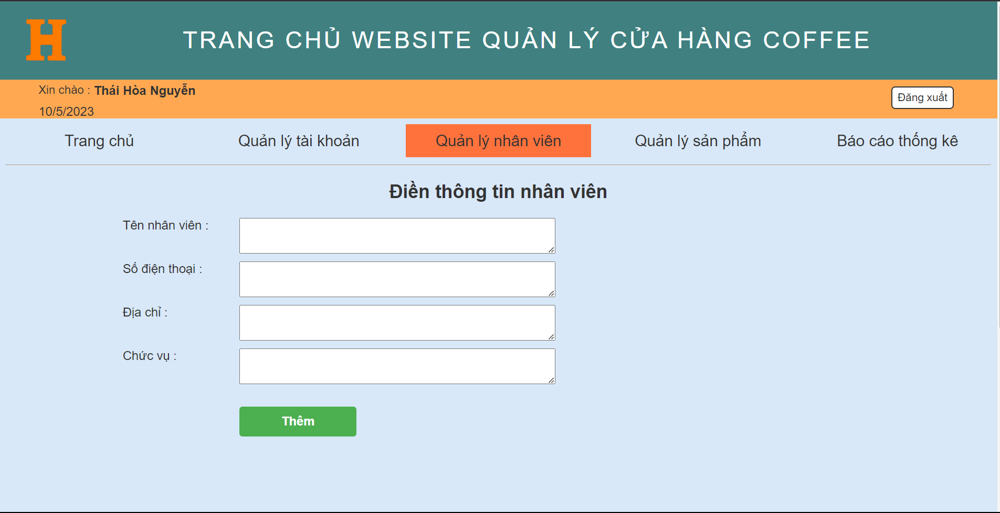 H
TRANG CHỦ WEBSITE QUẢN LÝ CỬA HÀNG COFFEE
Xin chào : Thái Hòa Nguyễn
Đăng xuất
10/5/2023
Trang chủ Quản lý tài khoản Quản lý nhân viên Quản lý sản phẩm Báo cáo thống kê
Điền thông tin nhân viên
Tên nhân viên :
Số điện thoại :
Địa chỉ :
Chức vụ :
Thêm